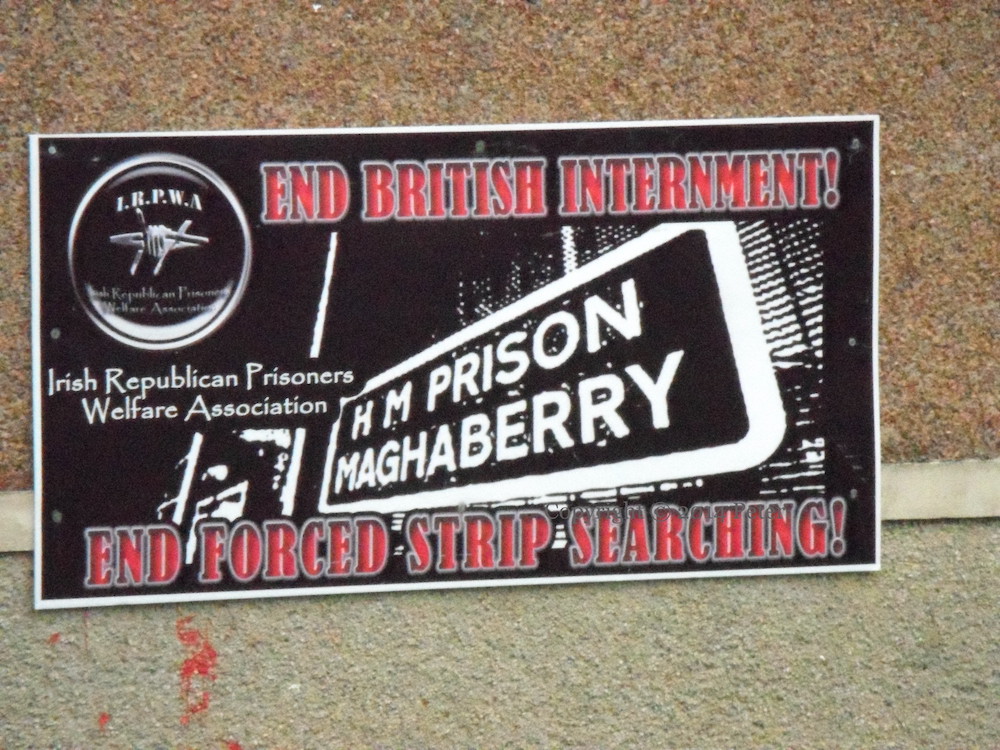 END BRITISH INTERNMENT!
I.R.P.W.A
Irish Republican Prisoners
Welfare Association
Irish Republican Prisoners
Welfare Association
H M PRISON
MAGHABERRY
Copyright ©
END FORCED STRIP SEARCHING!